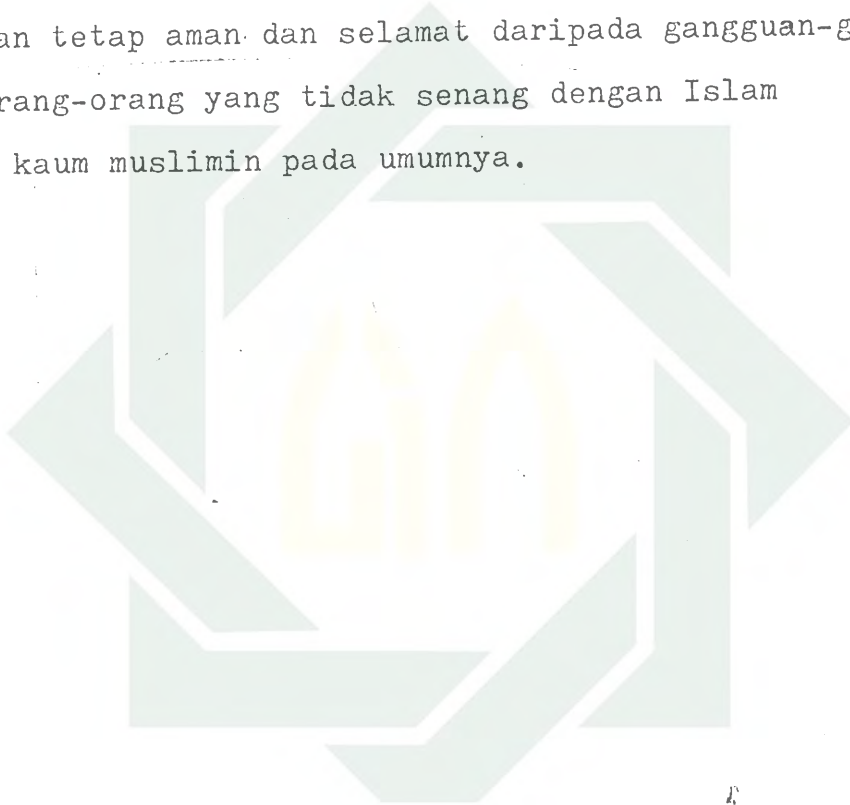 an tetap aman dan selamat daripada gangguan-g
rang-orang yang tidak senang dengan Islam
kaum muslimin pada umumnya.